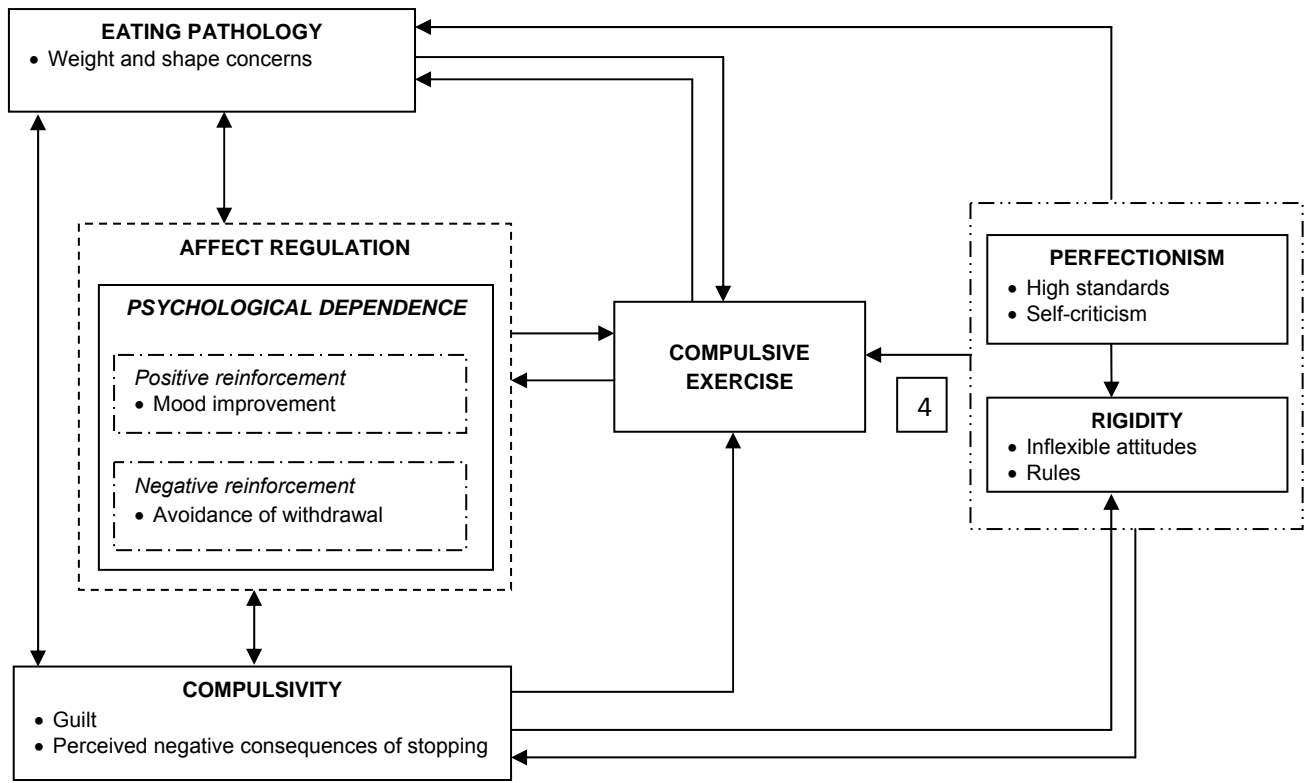 EATING PATHOLOGY
• Weight and shape concerns
AFFECT REGULATION
PSYCHOLOGICAL DEPENDENCE
Positive reinforcement
• Mood improvement
Negative reinforcement
• Avoidance of withdrawal
COMPULSIVE
EXERCISE
4
PERFECTIONISM
• High standards
• Self-criticism
RIGIDITY
• Inflexible attitudes
• Rules
COMPULSIVITY
• Guilt
• Perceived negative consequences of stopping